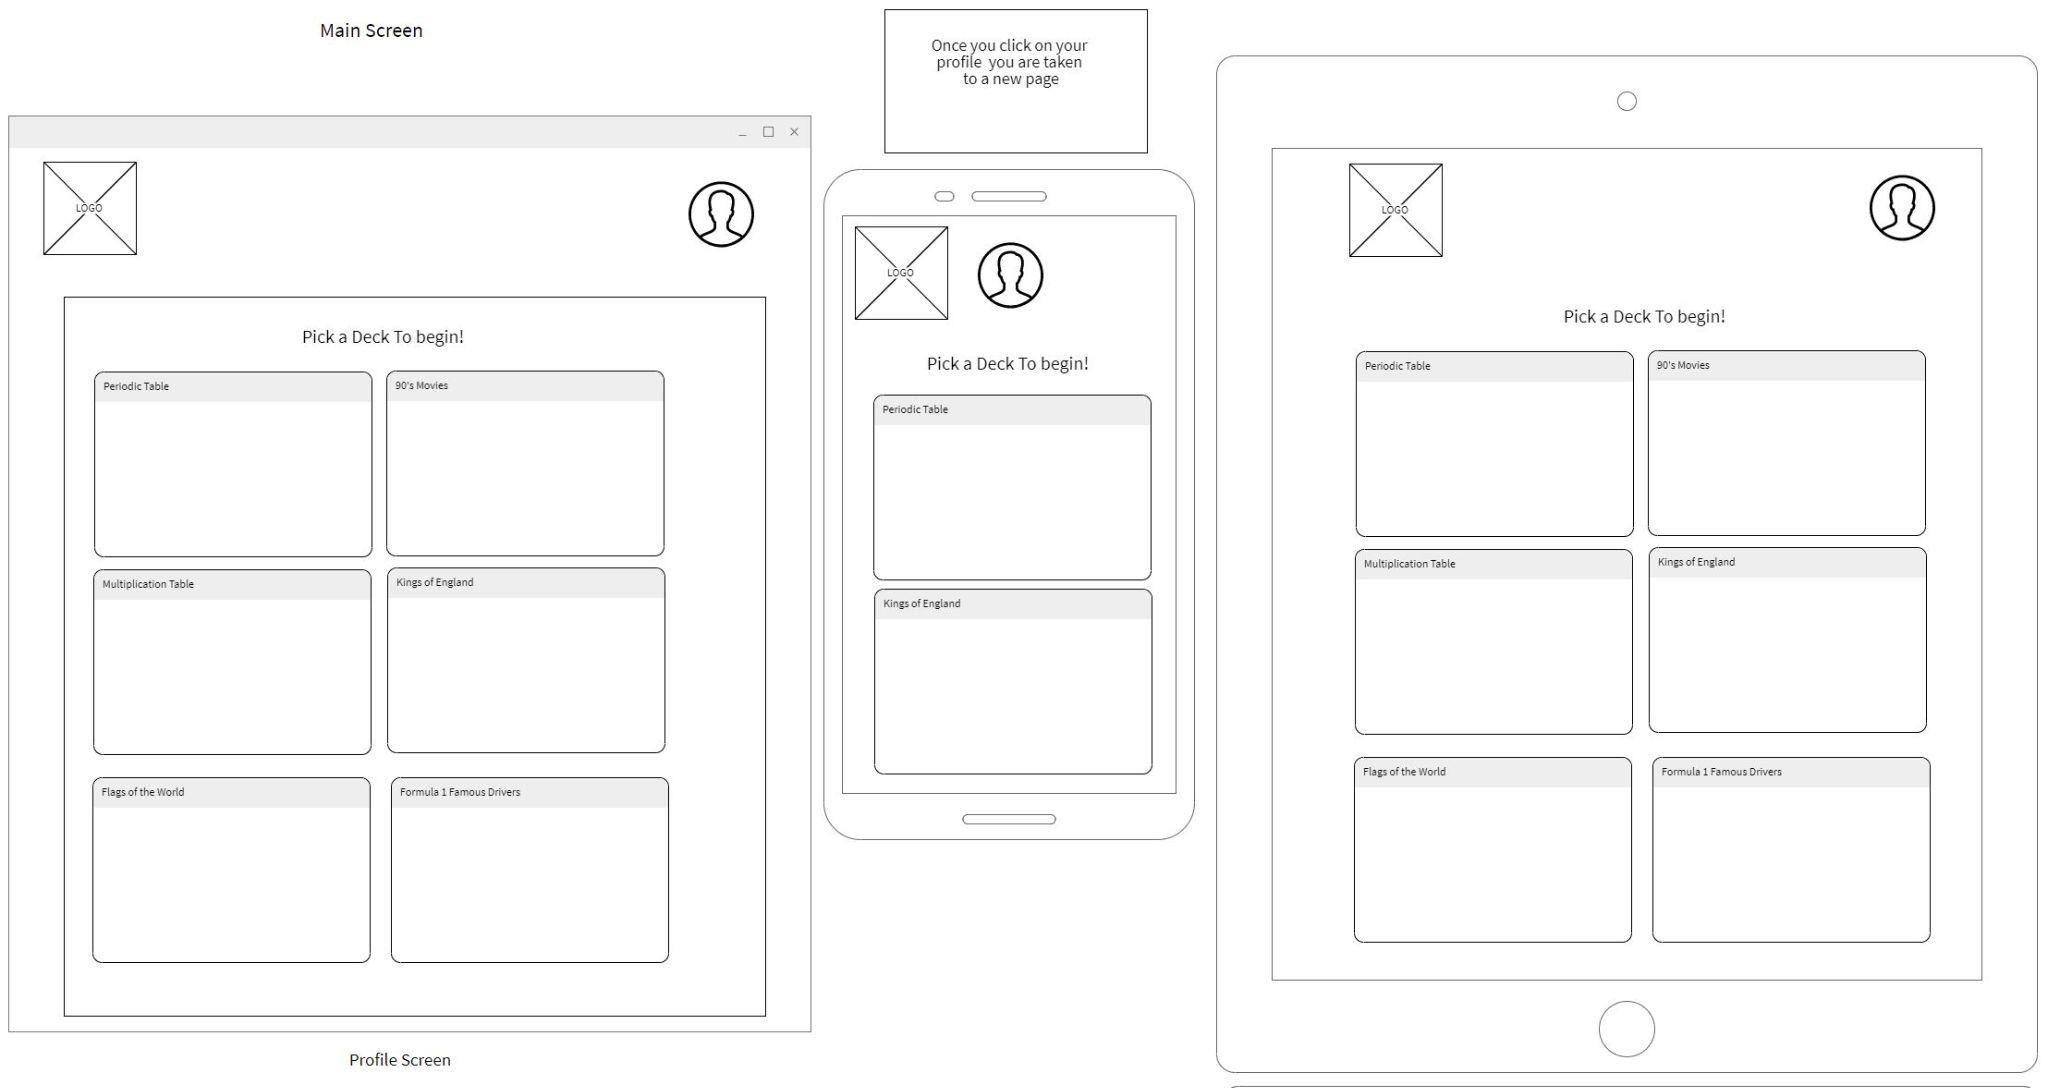 Main Screen
Once you click on your
profile  you are taken
to a new page
LOGO
Pick a Deck To begin!
Periodic Table
90's Movies
Multiplication Table
Kings of England
Flags of the World
Formula 1 Famous Drivers
LOGO
Pick a Deck To begin!
Periodic Table
Kings of England
LOGO
Pick a Deck To begin!
Periodic Table
90's Movies
Multiplication Table
Kings of England
Flags of the World
Formula 1 Famous Drivers
Profile Screen